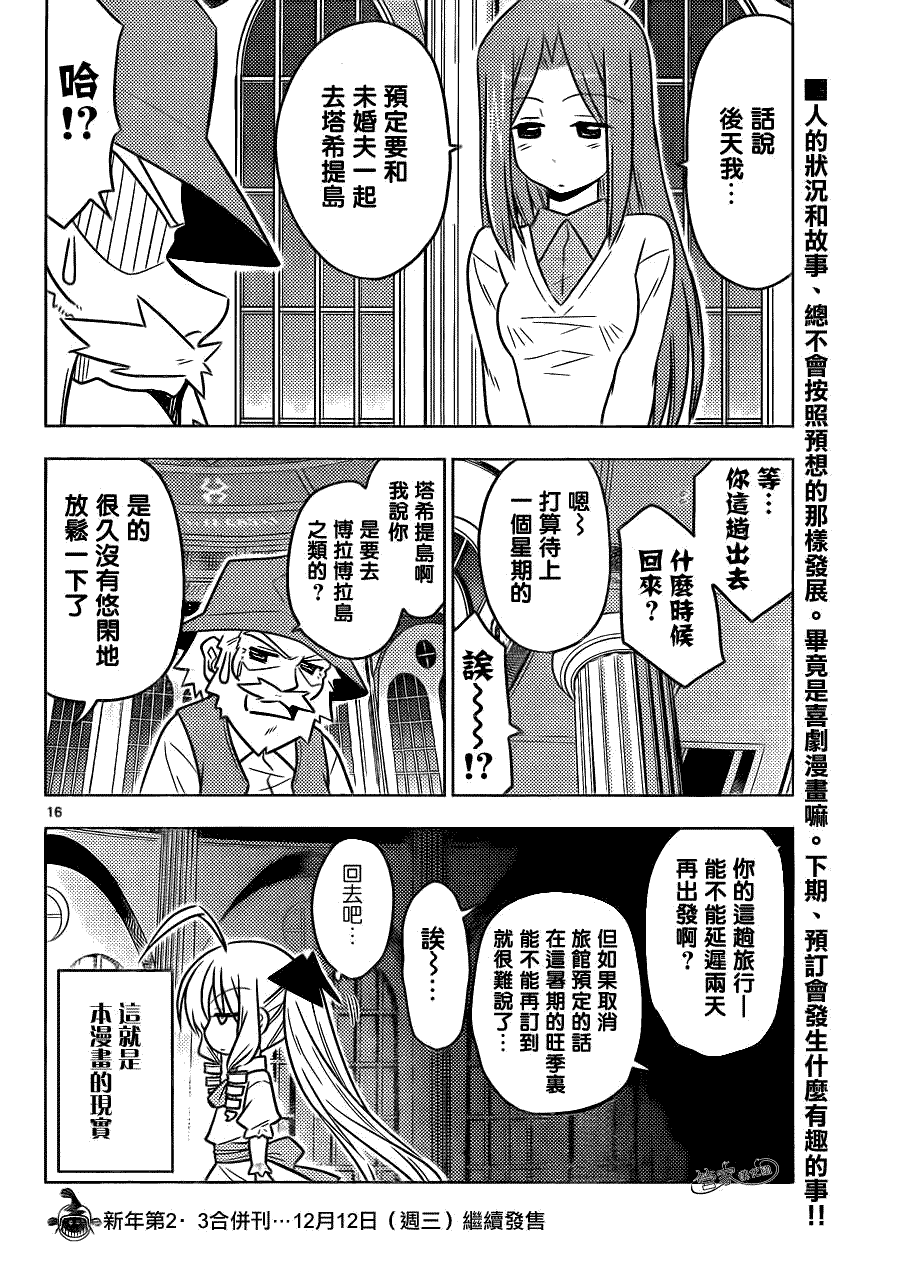 話說
後天我…
預定要和
未婚夫一起
去塔希提島
哈!?
等…
你這趟出去
什麼時候
回來?
嗯~
打算待上
一個星期的
誒~~~~!?
塔希提島啊
我說你
是要去
博拉博拉島
之類的?
是的
很久沒有悠閑地
放鬆一下了
16
你的這趟旅行—
能不能延遲兩天
再出發啊?
但如果取消
旅館預定的話
在這暑期的旺季裏
能不能再訂到
就很難說了…
誒~~
回去吧…
這就是
本漫畫的現實
人的狀況和故事、總不會按照預想的那樣發展。畢竟是喜劇漫畫嘛。下期、預訂會發生什麼有趣的事!!
新年第2·3合併刊…12月12日(週三)繼續發售